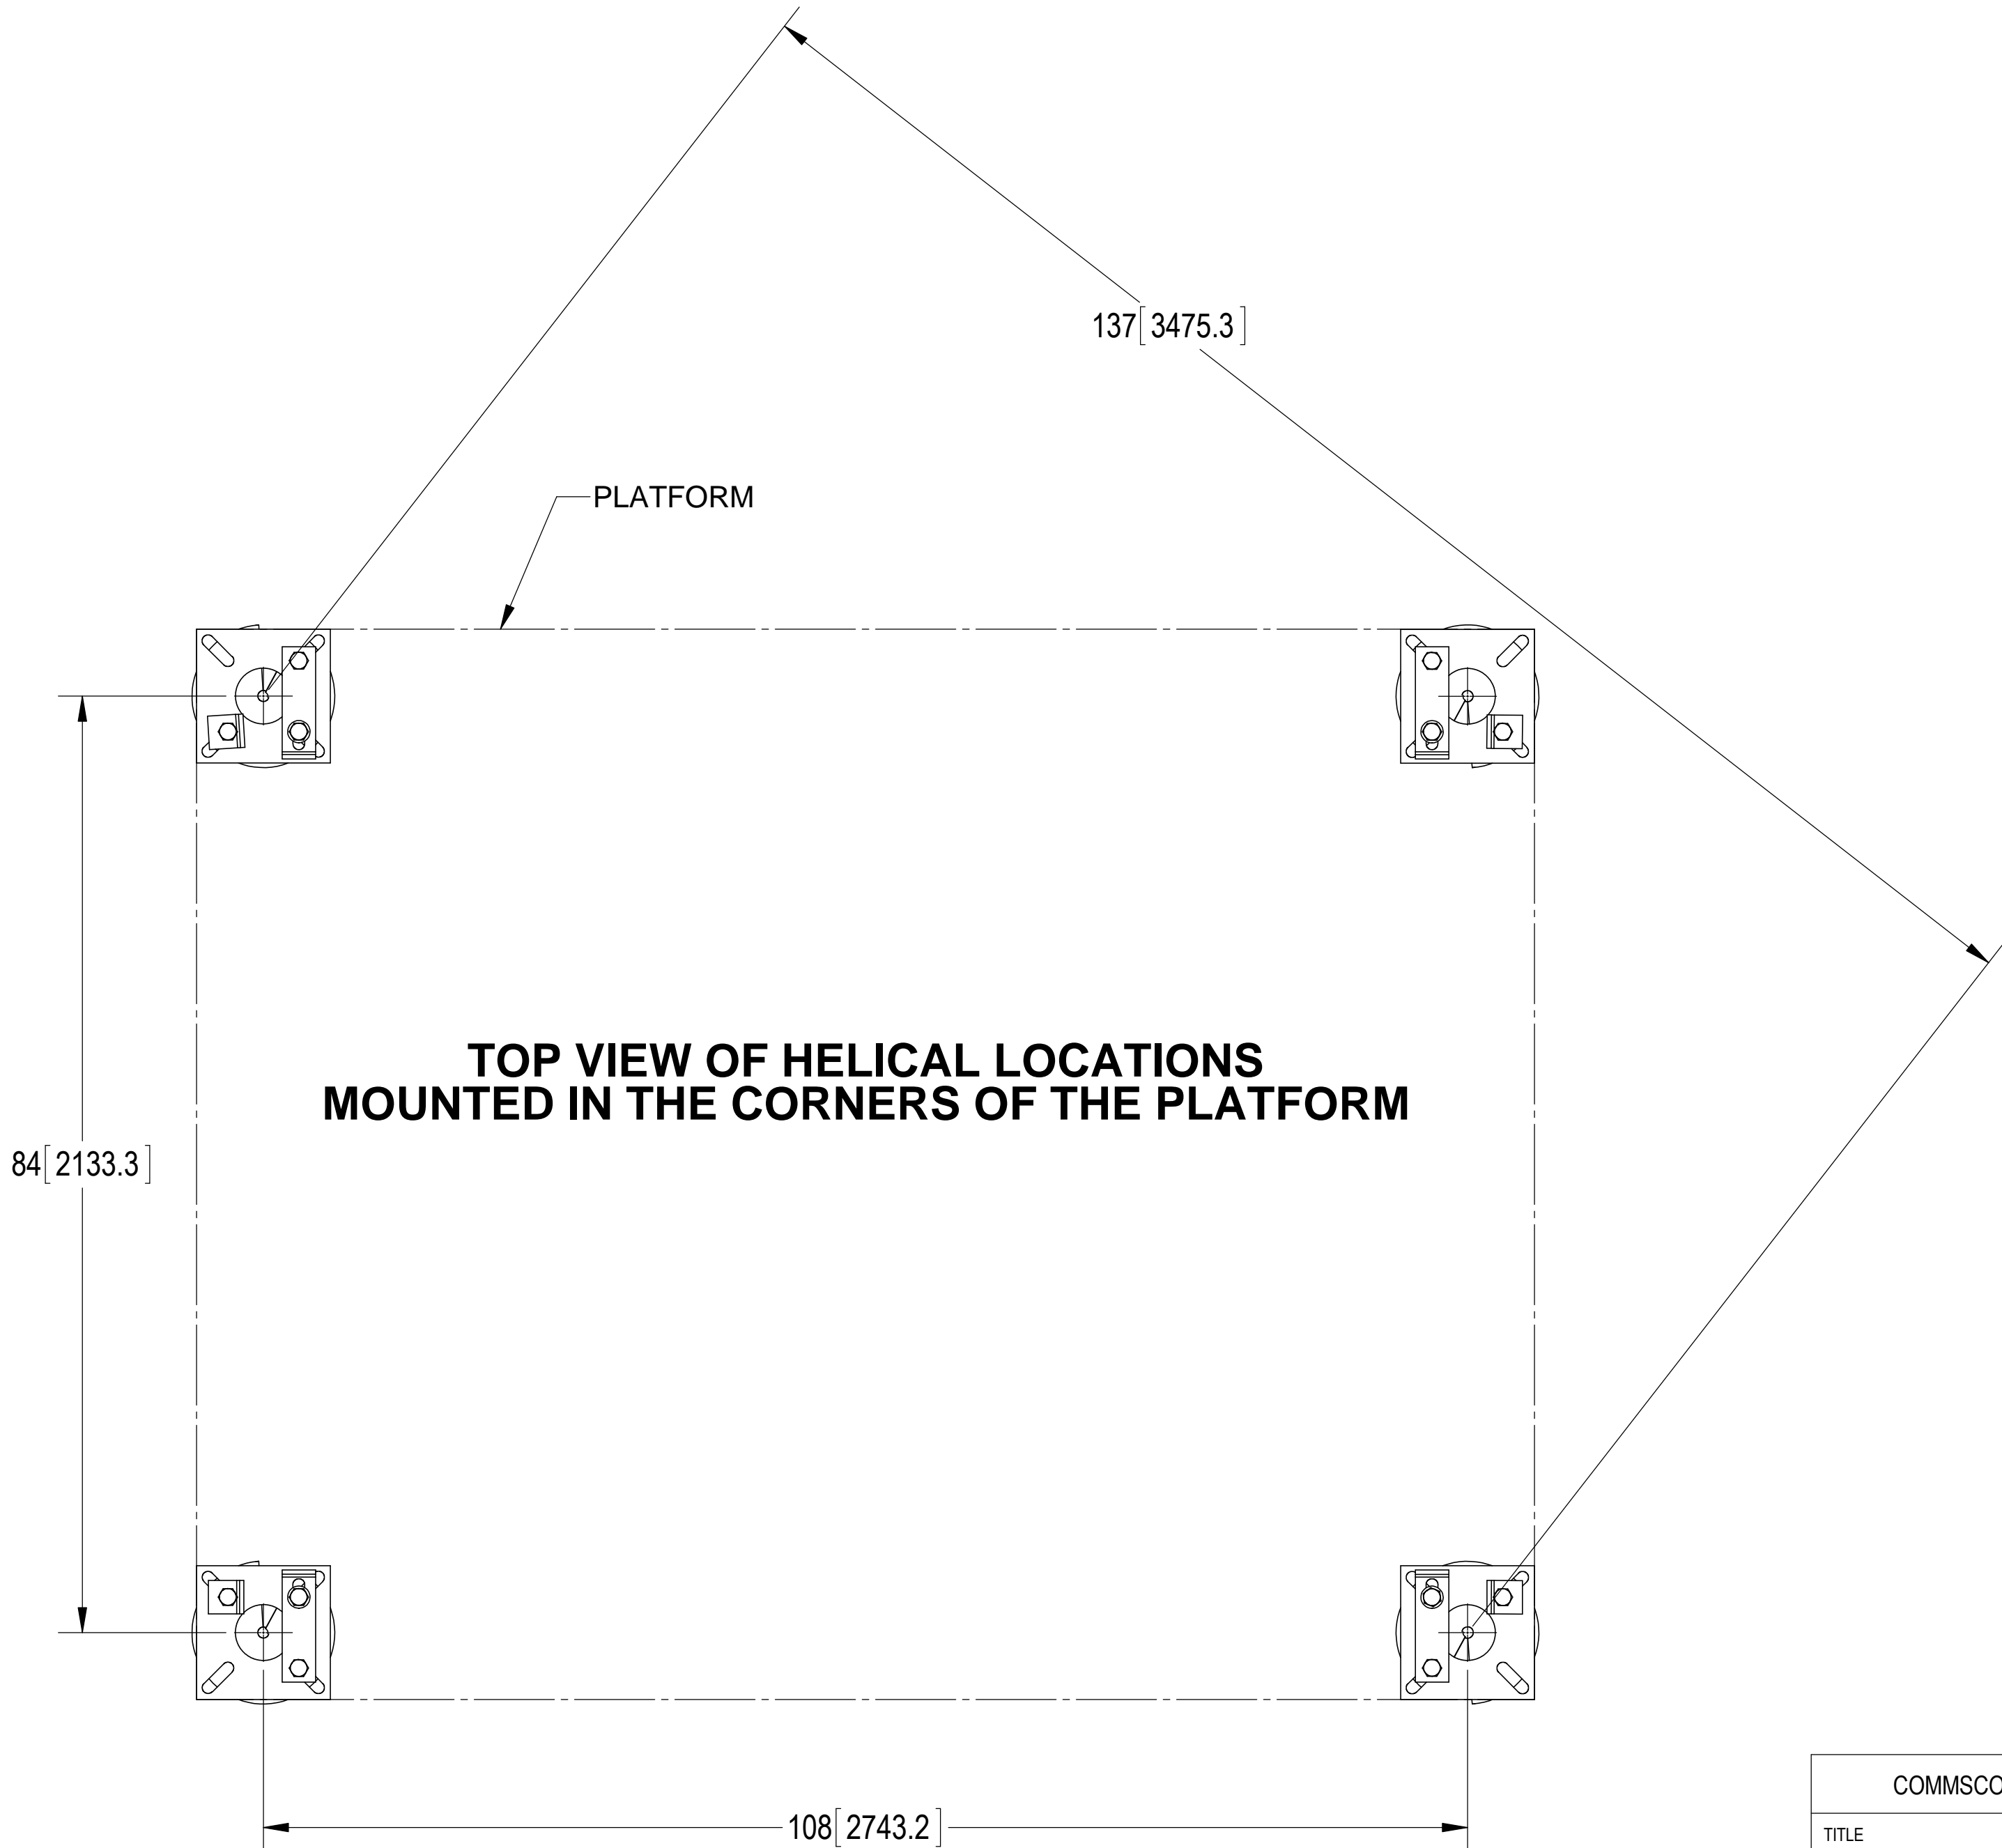 137[3475.3]
PLATFORM
TOP VIEW OF HELICAL LOCATIONS
MOUNTED IN THE CORNERS OF THE PLATFORM
84[2133.3]
108[2743.2]
TITLE